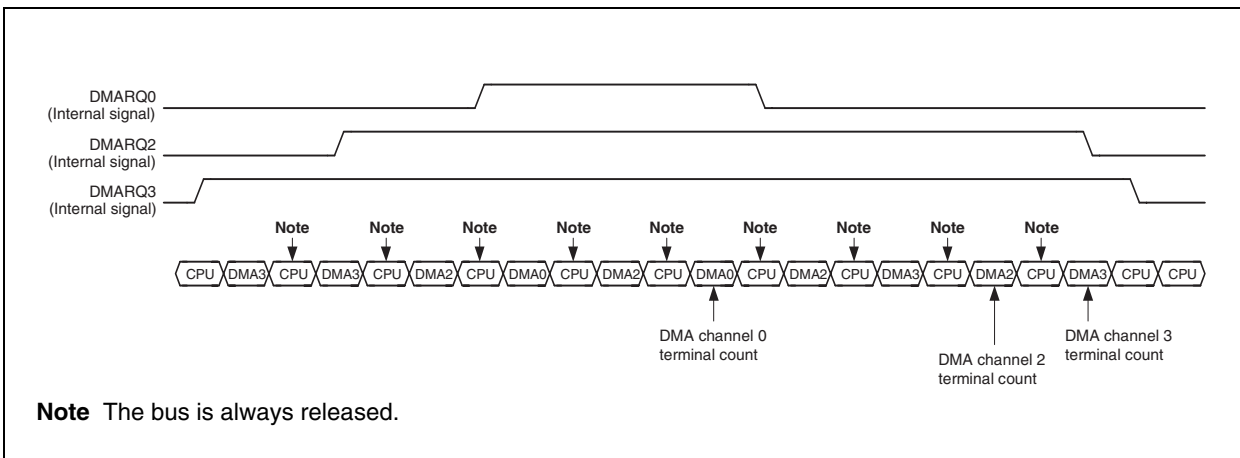 DMARQ0
(Internal signal)
DMARQ2
(Internal signal)
DMARQ3
(Internal signal)
Note Note Note Note Note Note Note Note Note
CPU DMA3 CPU DMA3 CPU DMA2 CPU DMA0 CPU DMA2 CPU DMA0 CPU DMA2 CPU DMA3 CPU DMA2 CPU DMA3 CPU CPU
DMA channel 0
terminal count
DMA channel 2
terminal count
DMA channel 3
terminal count
Note The bus is always released.